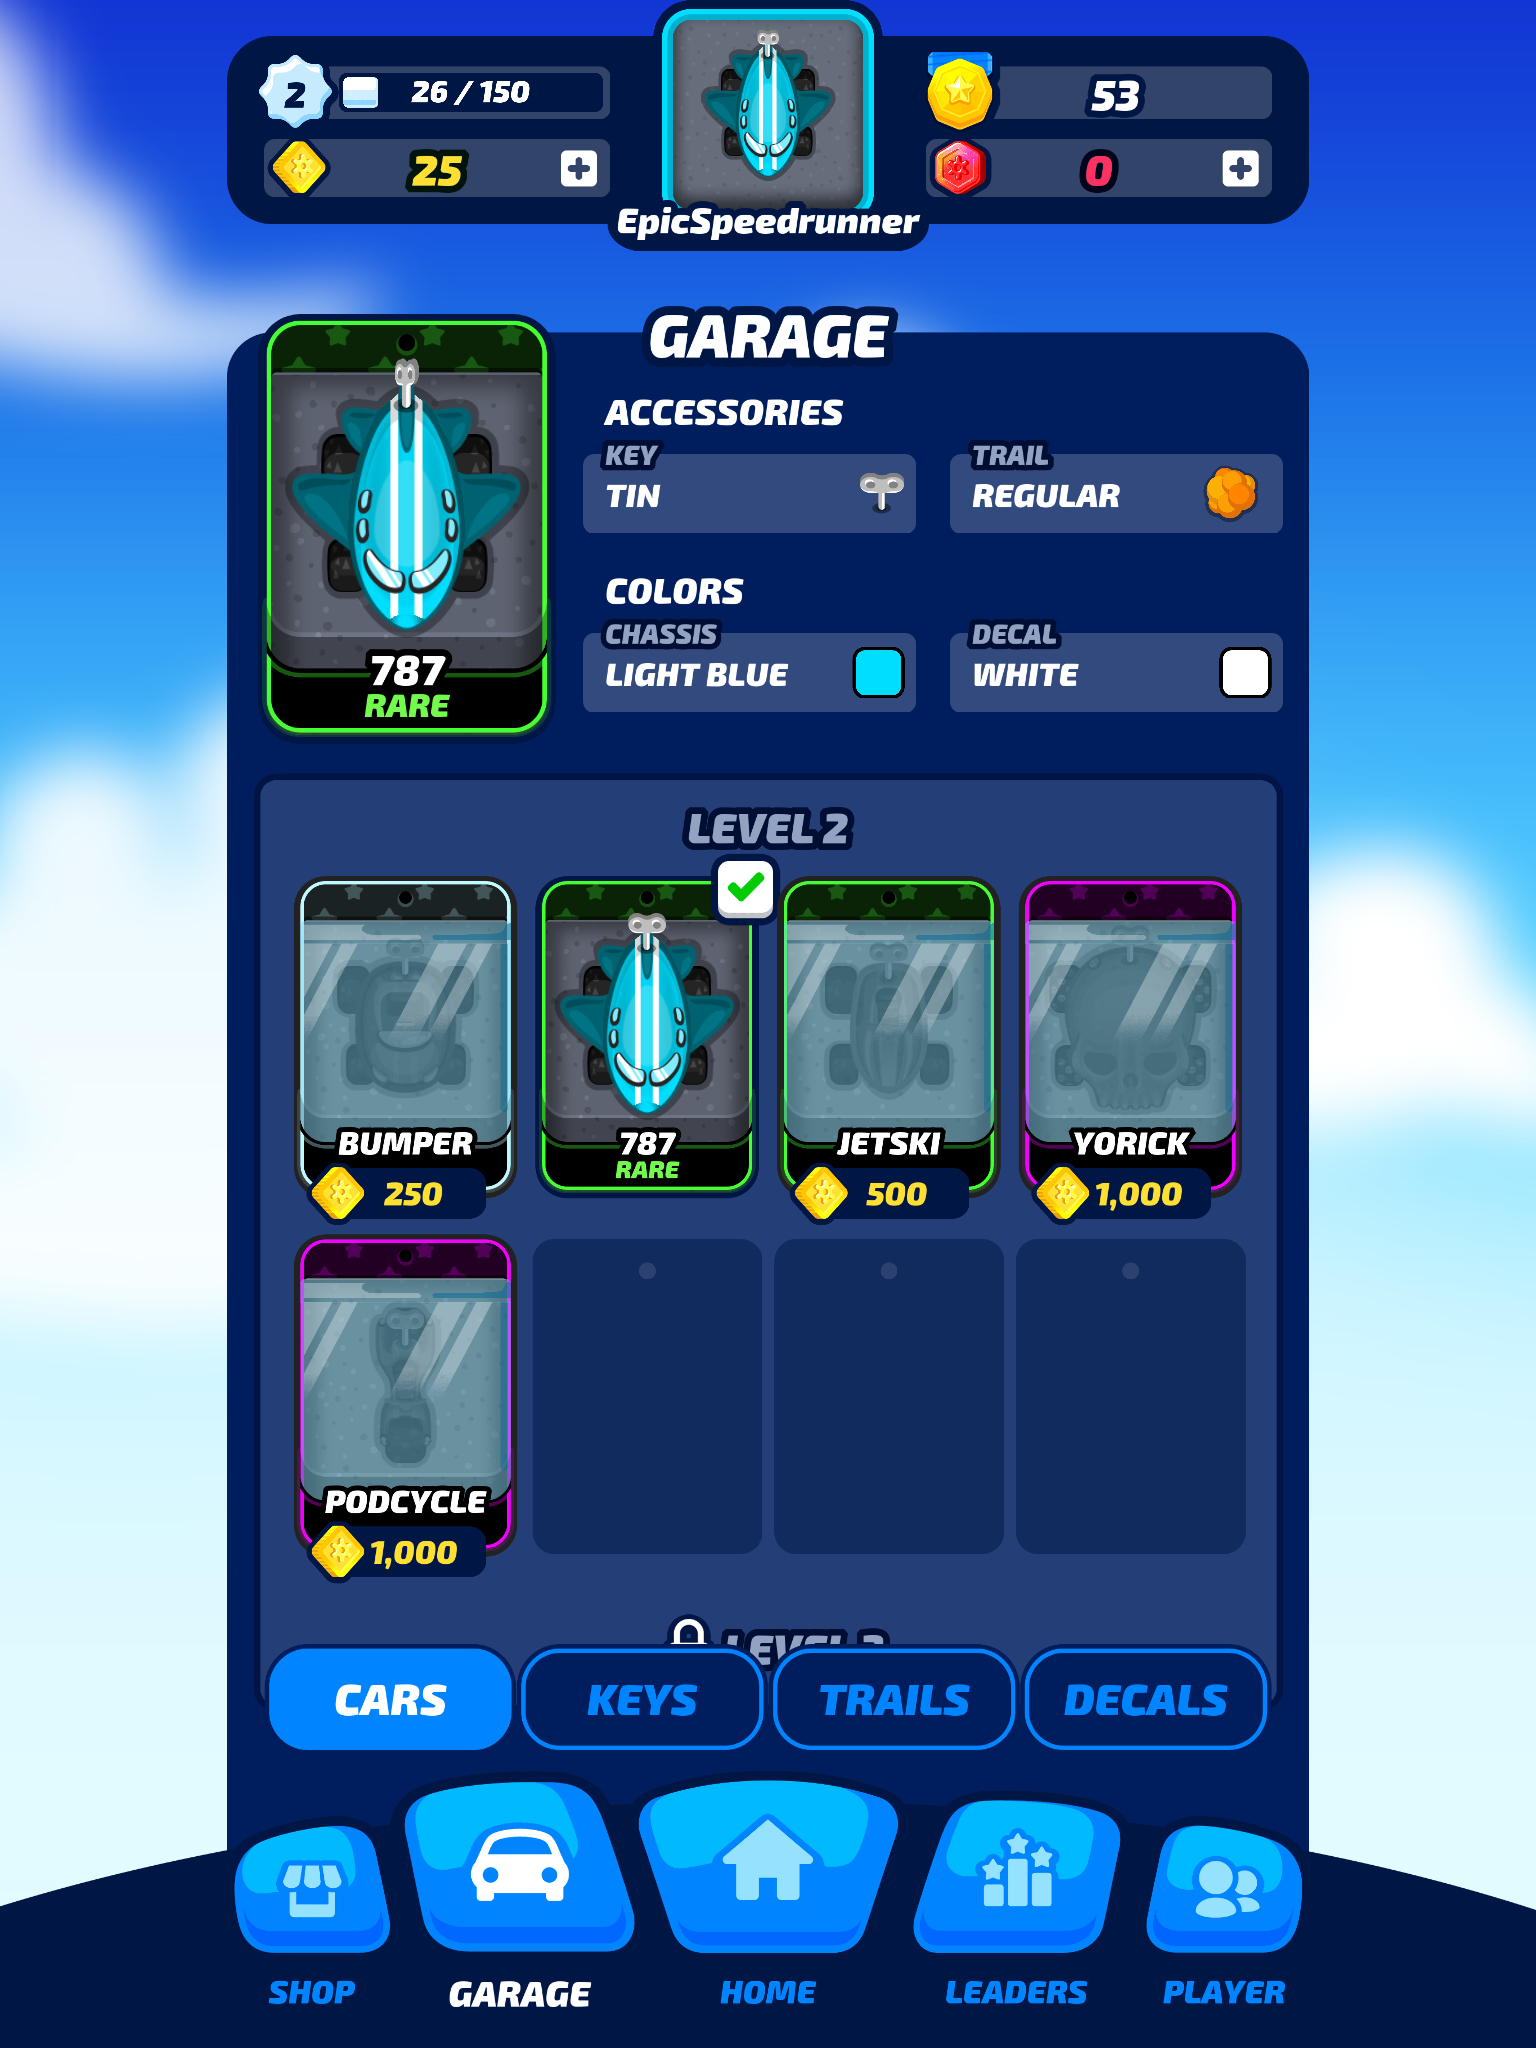 2
26 / 150
53
25
0
EpicSpeedrunner
GARAGE
ACCESSORIES
KEY
TIN
TRAIL
REGULAR
COLORS
CHASSIS
LIGHT BLUE
DECAL
WHITE
787
RARE
LEVEL 2
BUMPER
250
787
RARE
JETSKI
500
YORICK
1,000
PODCYCLE
1,000
LEVEL
CARS
KEYS
TRAILS
DECALS
SHOP
GARAGE
HOME
LEADERS
PLAYER